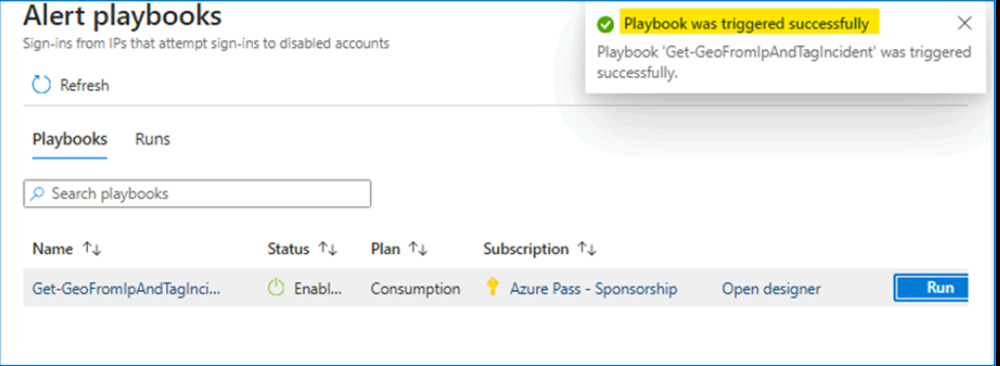 Alert playbooks
Sign-ins from IPs that attempt sign-ins to disabled accounts
Playbook was triggered successfully
Playbook 'Get-GeoFromIpAndTagIncident' was triggered
successfully.
Refresh
Playbooks Runs
Search playbooks
Name Status Plan Subscription
Get-GeoFromIpAndTagInci... Enabl... Consumption Azure Pass - Sponsorship Open designer Run